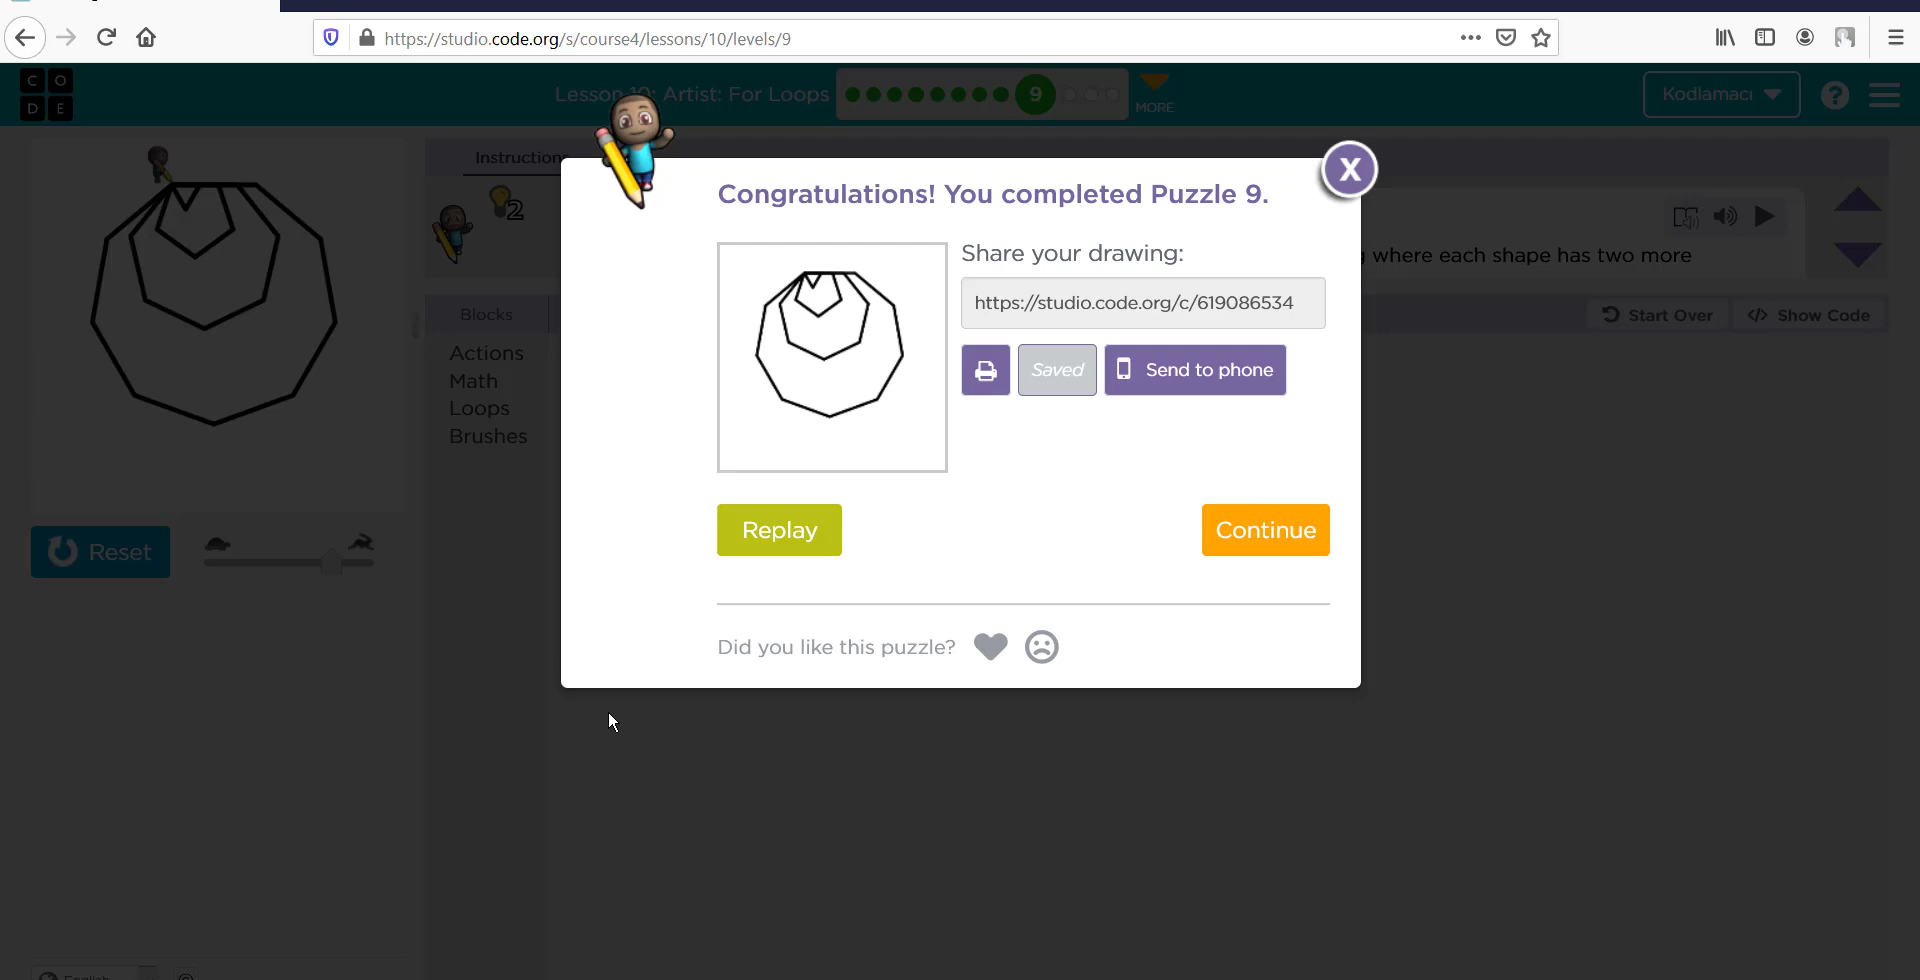 https://studio.code.org/s/course4/lessons/10/levels/9
C O
D E
Lesson 10: Artist: For Loops
9
MORE
Kodlamacı
?
Instructions
2
X
Congratulations! You completed Puzzle 9.
Share your drawing:
where each shape has two more
https://studio.code.org/c/619086534
Blocks
Start Over
</> Show Code
Actions
Math
Loops
Brushes
Saved
Send to phone
Reset
Replay
Continue
Did you like this puzzle?
English